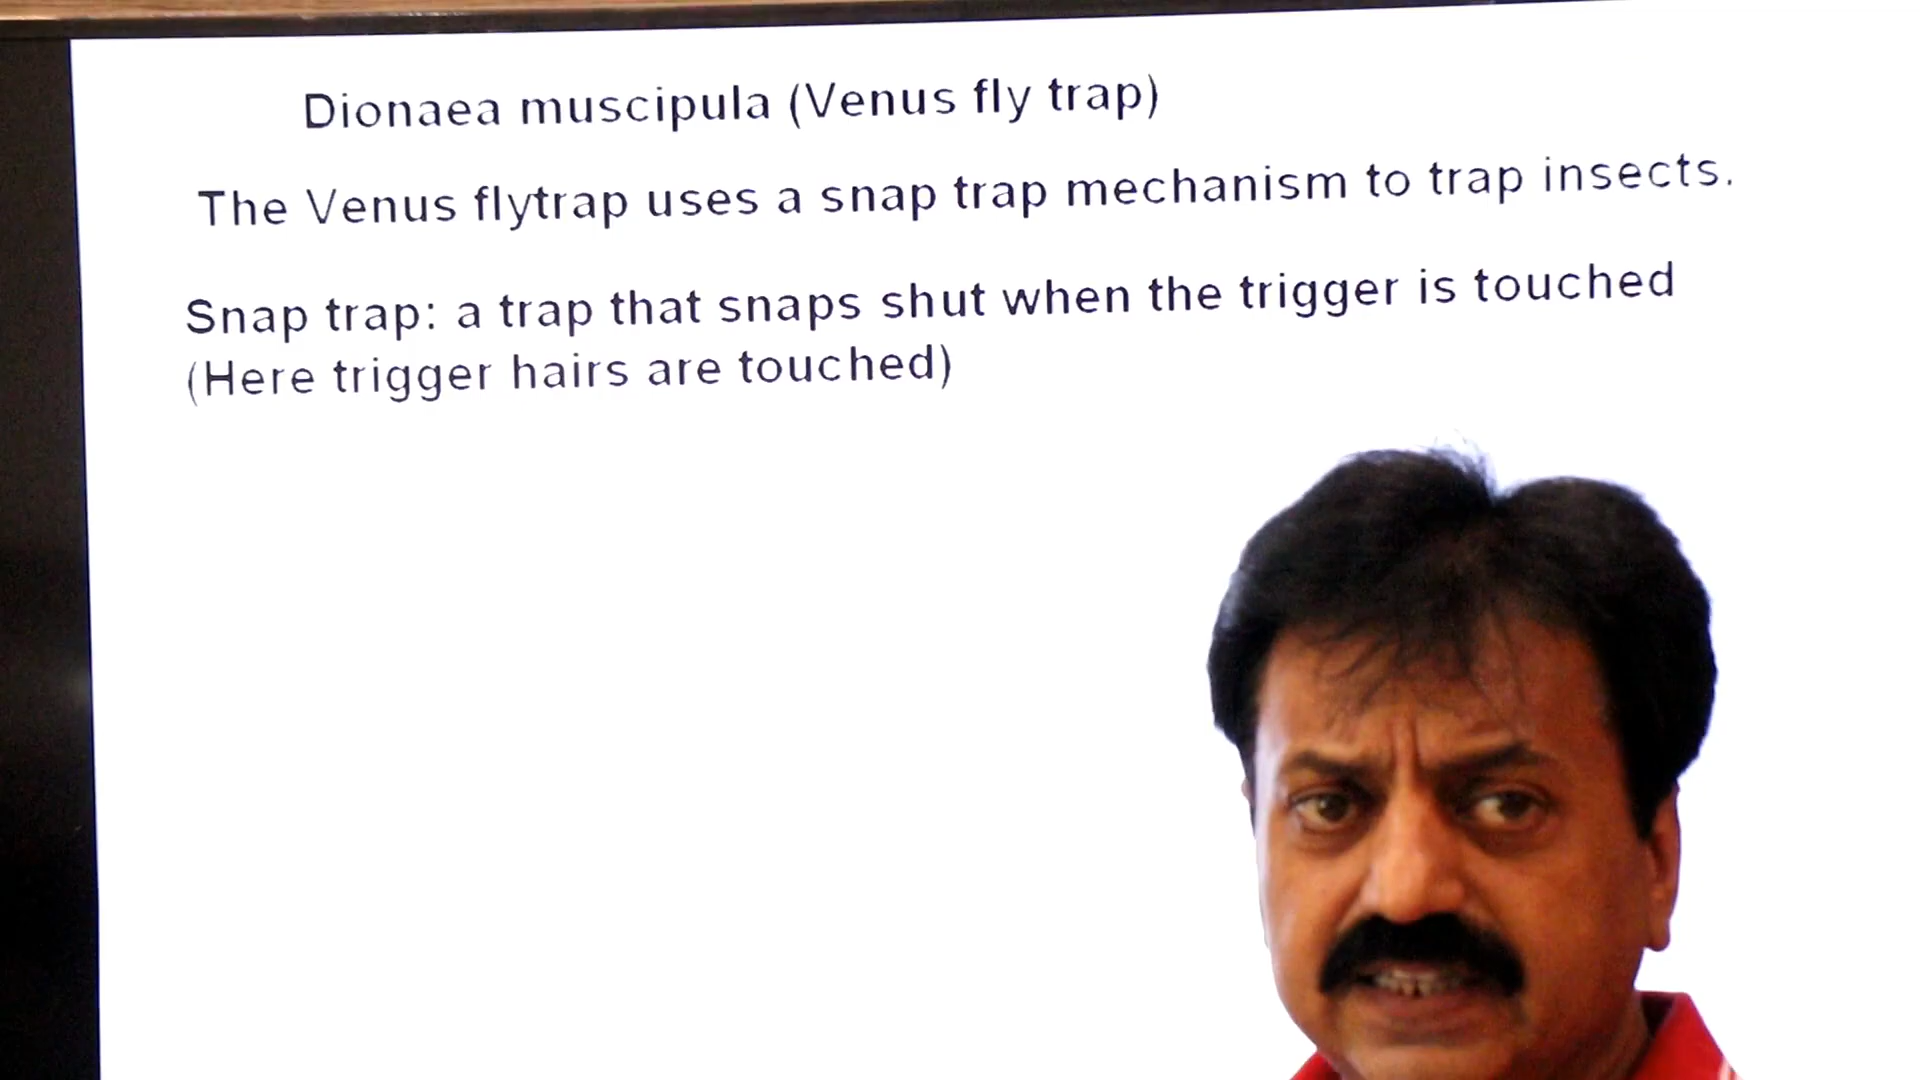 Dionaea muscipula (Venus fly trap)
The Venus flytrap uses a snap trap mechanism to trap insects.
Snap trap: a trap that snaps shut when the trigger is touched
(Here trigger hairs are touched)